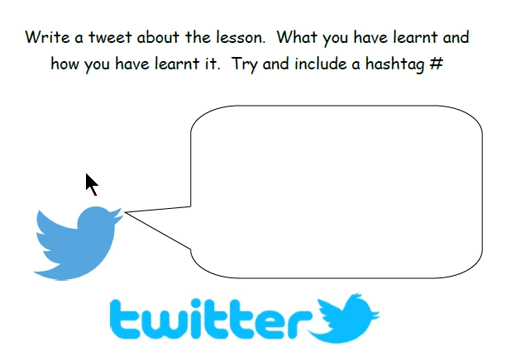 Write a tweet about the lesson.  What you have learnt and
how you have learnt it.  Try and include a hashtag #
twitter